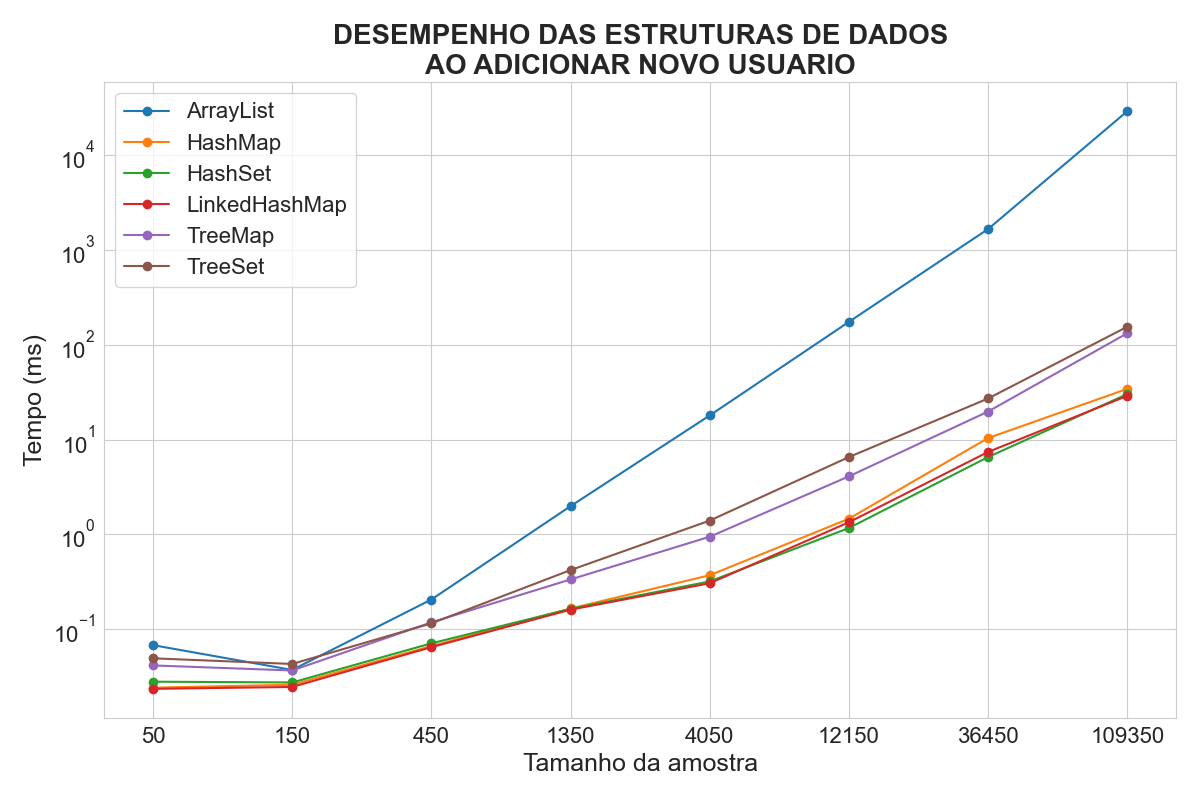 DESEMPENHO DAS ESTRUTURAS DE DADOS
AO ADICIONAR NOVO USUARIO
ArrayList
HashMap
HashSet
LinkedHashMap
TreeMap
TreeSet
Tempo (ms)
10^4
10^3
10^2
10^1
10^0
10^−1
50 150 450 1350 4050 12150 36450 109350
Tamanho da amostra